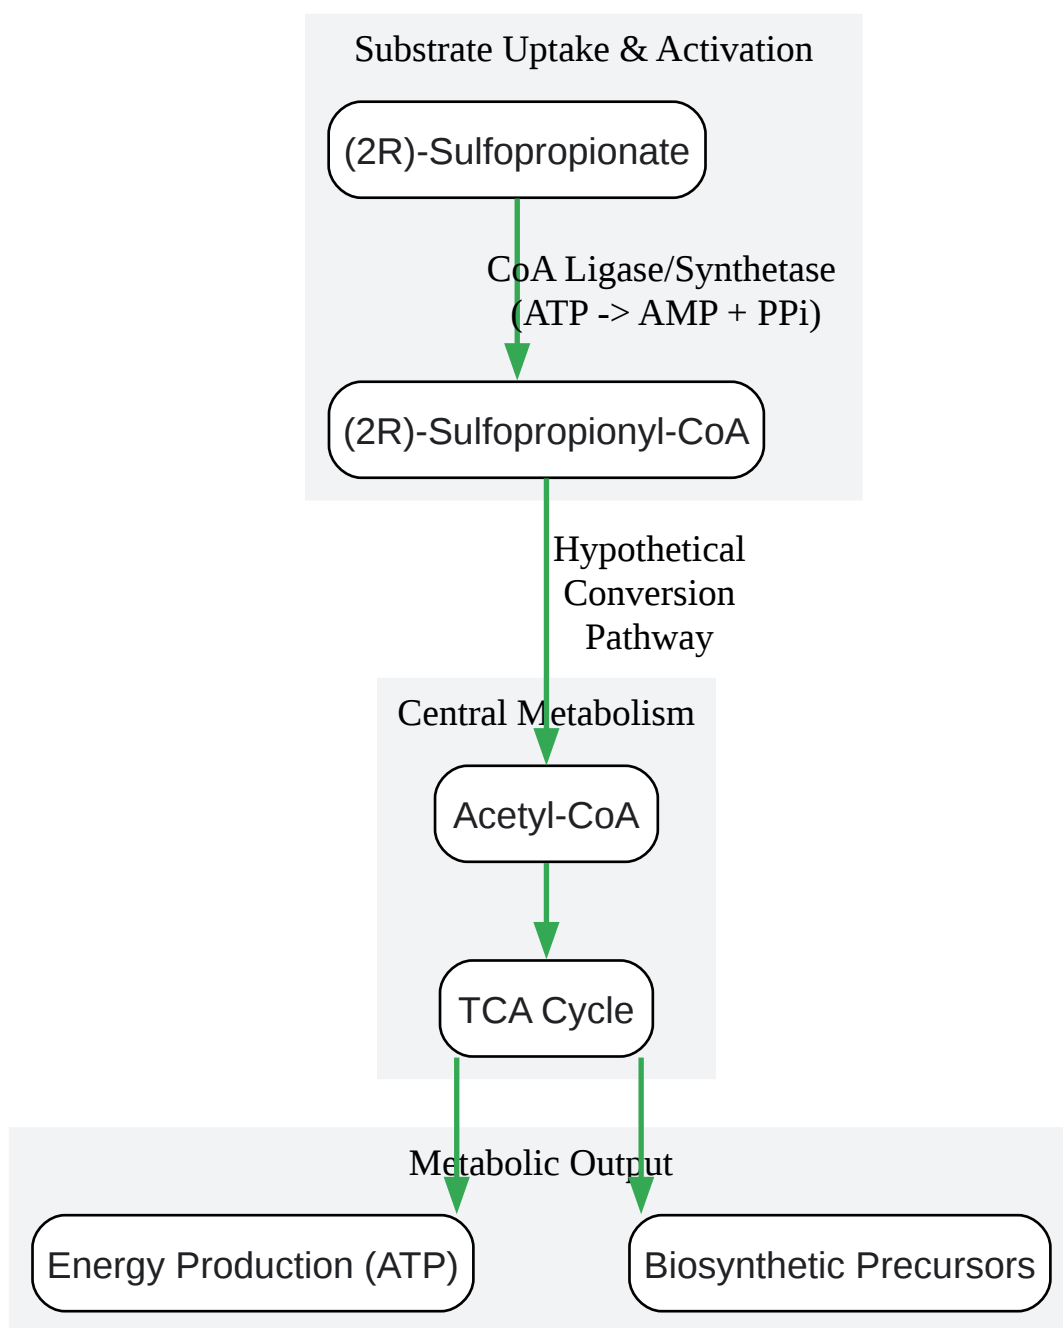 Substrate Uptake & Activation
(2R)-Sulfopropionate
CoA Ligase/Synthetase
(ATP -> AMP + PPi)
(2R)-Sulfopropionyl-CoA
Hypothetical
Conversion
Pathway
Central Metabolism
Acetyl-CoA
TCA Cycle
Metabolic Output
Energy Production (ATP)
Biosynthetic Precursors